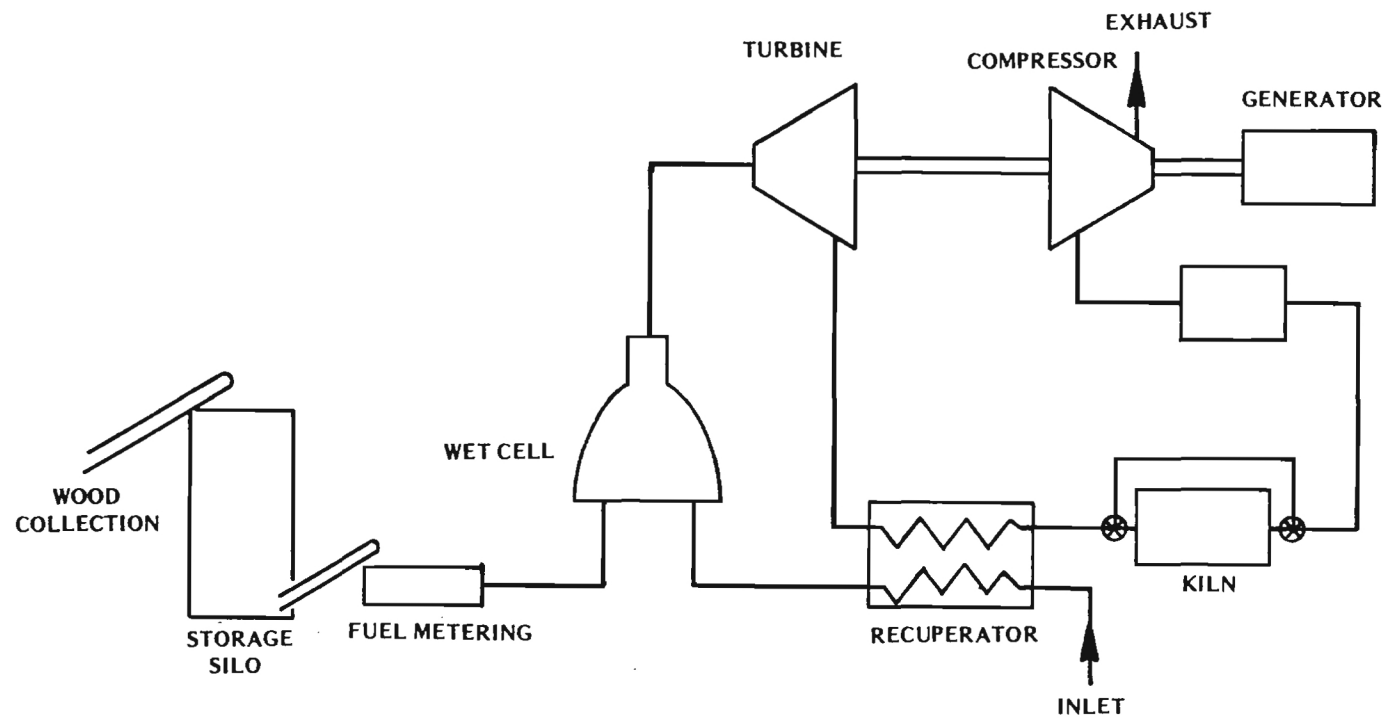 EXHAUST
TURBINE
COMPRESSOR
GENERATOR
WET CELL
WOOD
COLLECTION
STORAGE
SILO
FUEL METERING
RECUPERATOR
KILN
INLET